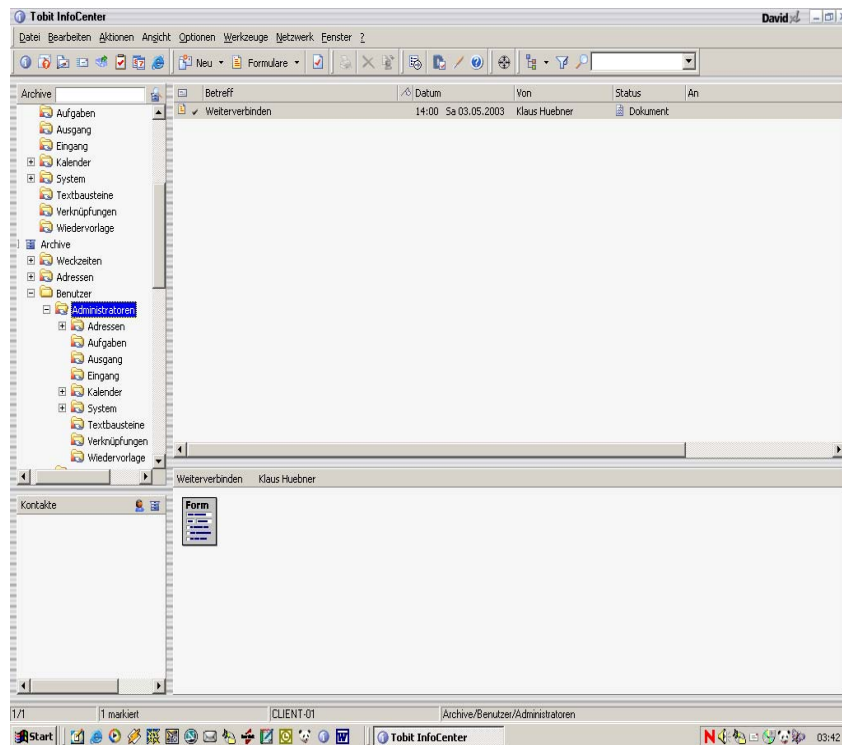 Tobit InfoCenter David xl
Datei Bearbeiten Aktionen Ansicht Optionen Werkzeuge Netzwerk Fenster ?
Neu Formulare
Archive
Aufgaben
Ausgang
Eingang
Kalender
System
Textbausteine
Verknüpfungen
Wiedervorlage
Archive
Weckzeiten
Adressen
Benutzer
Administratoren
Adressen
Aufgaben
Ausgang
Eingang
Kalender
System
Textbausteine
Verknüpfungen
Wiedervorlage
Kontakte
Betreff Datum Von Status An
Weiterverbinden 14:00 Sa 03.05.2003 Klaus Huebner Dokument
Weiterverbinden Klaus Huebner
Form
1/1 1 markiert CLIENT-01 Archive/Benutzer/Administratoren
Start Tobit InfoCenter 03:42